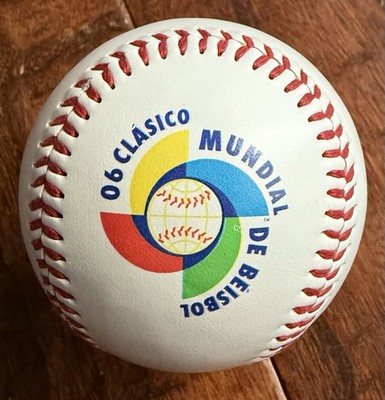 06 CLÁSICO MUNDIAL DE BÉISBOL